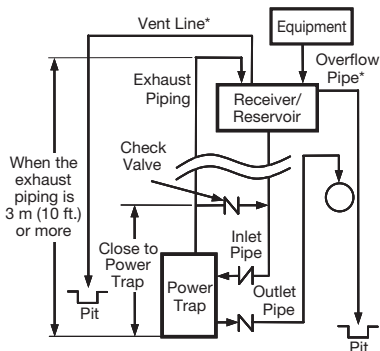 Vent Line*
Equipment
Overflow
Pipe*
Exhaust
Piping
Receiver/
Reservoir
Check
Valve
When the
exhaust
piping is
3 m (10 ft.)
or more
Close to
Power
Trap
Inlet
Pipe
Power
Trap
Outlet
Pipe
Pit
Pit